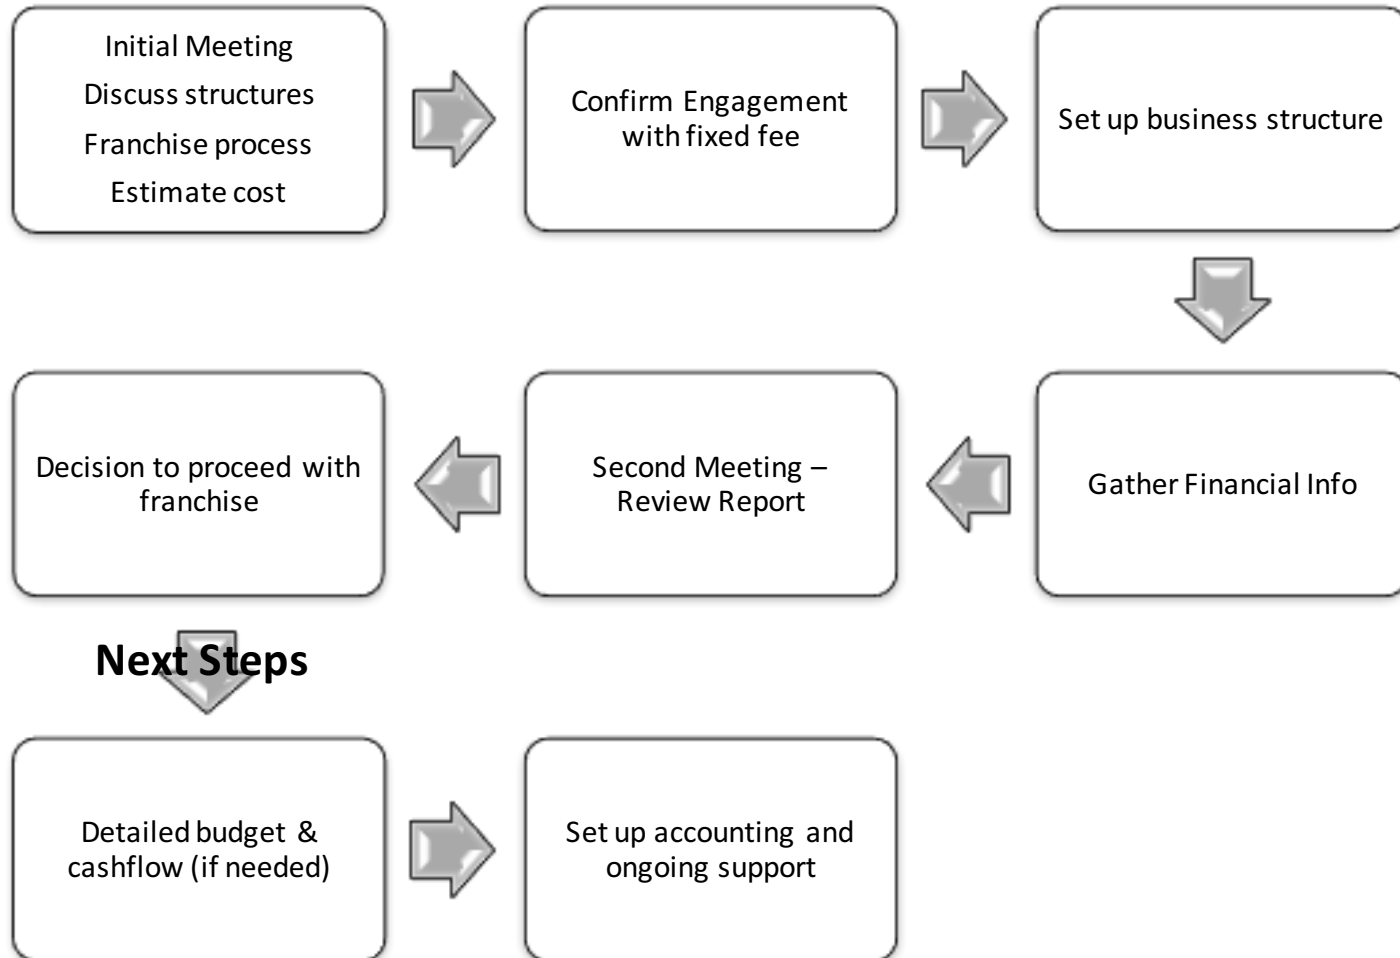 Initial Meeting
Discuss structures
Franchise process
Estimate cost
Confirm Engagement
with fixed fee
Set up business structure
Gather Financial Info
Second Meeting –
Review Report
Decision to proceed with
franchise
Next Steps
Detailed budget &
cashflow (if needed)
Set up accounting and
ongoing support